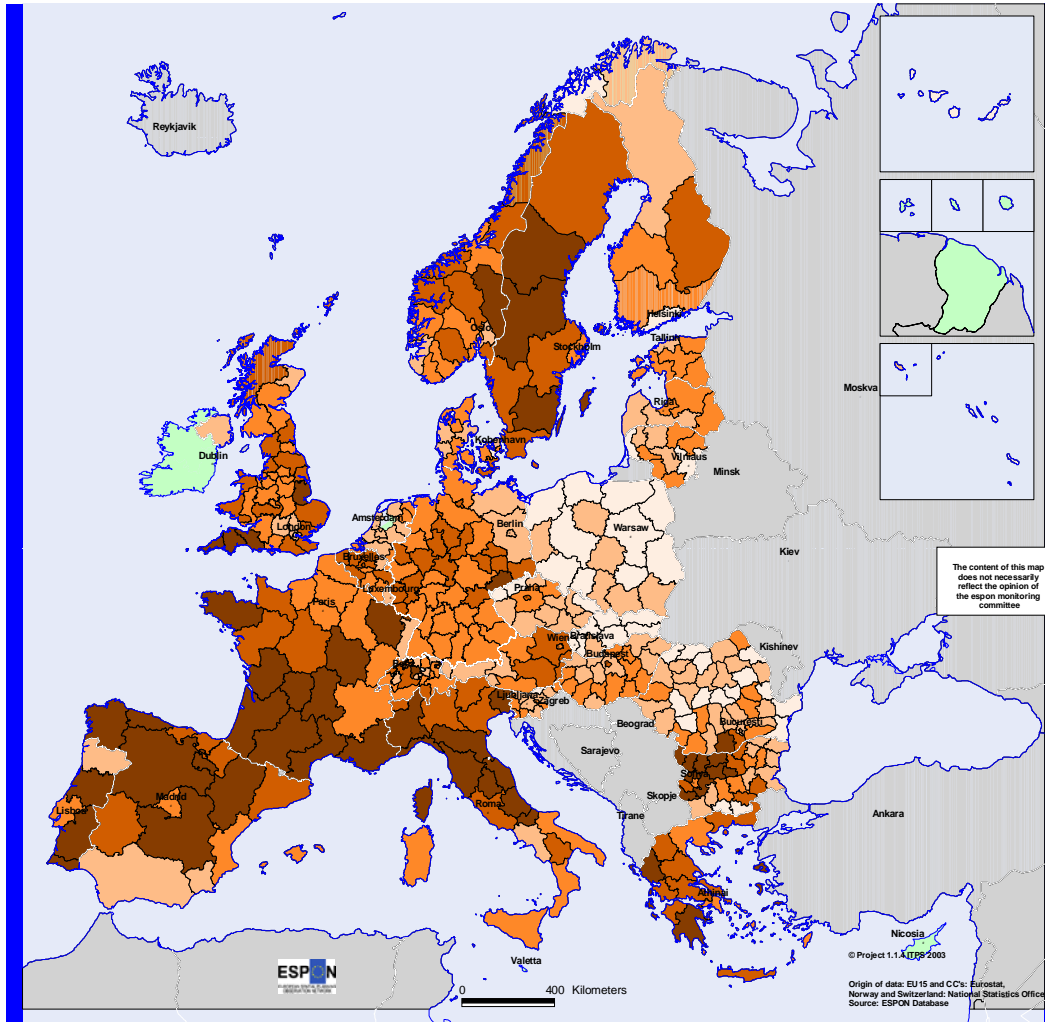 Reykjavik
Oslo
Helsinki
Tallinn
Stockholm
Moskva
Riga
København
Vilniaus
Minsk
Dublin
London
Amsterdam
Berlin
Warsaw
Bruxelles
Kiev
The content of this map
does not necessarily
reflect the opinion of
the espon monitoring
committee
Luxembourg
Paris
Praha
Wien
Bratislava
Budapest
Kishinev
Ljubljana
Zagreb
Beograd
Bucuresti
Sarajevo
Sofiya
Skopje
Tirane
Madrid
Lisboa
Roma
Ankara
Athinai
Nicosia
Valetta
© Project 1.1.4 ITPS 2003
ESPON
0 400 Kilometers
Origin of data: EU15 and CC's: Eurostat,
Norway and Switzerland: National Statistics Office
Source: ESPON Database